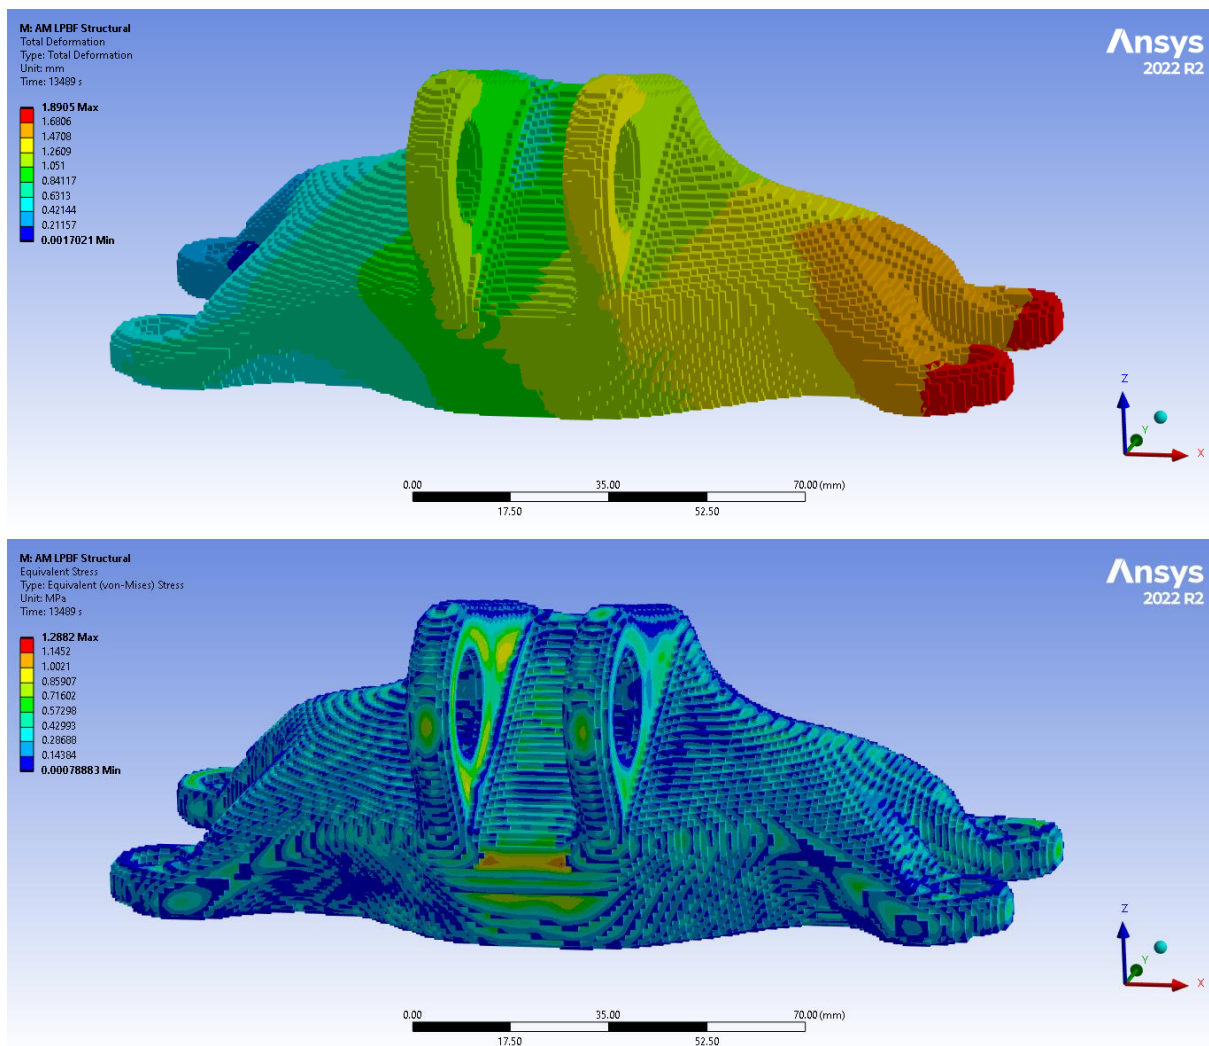 M: AM LPBF Structural
Total Deformation
Type: Total Deformation
Unit: mm
Time: 13489 s
1.8905 Max
1.6806
1.4708
1.2609
1.051
0.84117
0.6313
0.42144
0.21157
0.0017021 Min
Ansys
2022 R2
Z
Y
X
0.00 35.00 70.00 (mm)
17.50 52.50
M: AM LPBF Structural
Equivalent Stress
Type: Equivalent (von-Mises) Stress
Unit: MPa
Time: 13489 s
1.2882 Max
1.1452
1.0021
0.85907
0.71602
0.57298
0.42993
0.28688
0.14384
0.00078883 Min
Ansys
2022 R2
Z
Y
X
0.00 35.00 70.00 (mm)
17.50 52.50